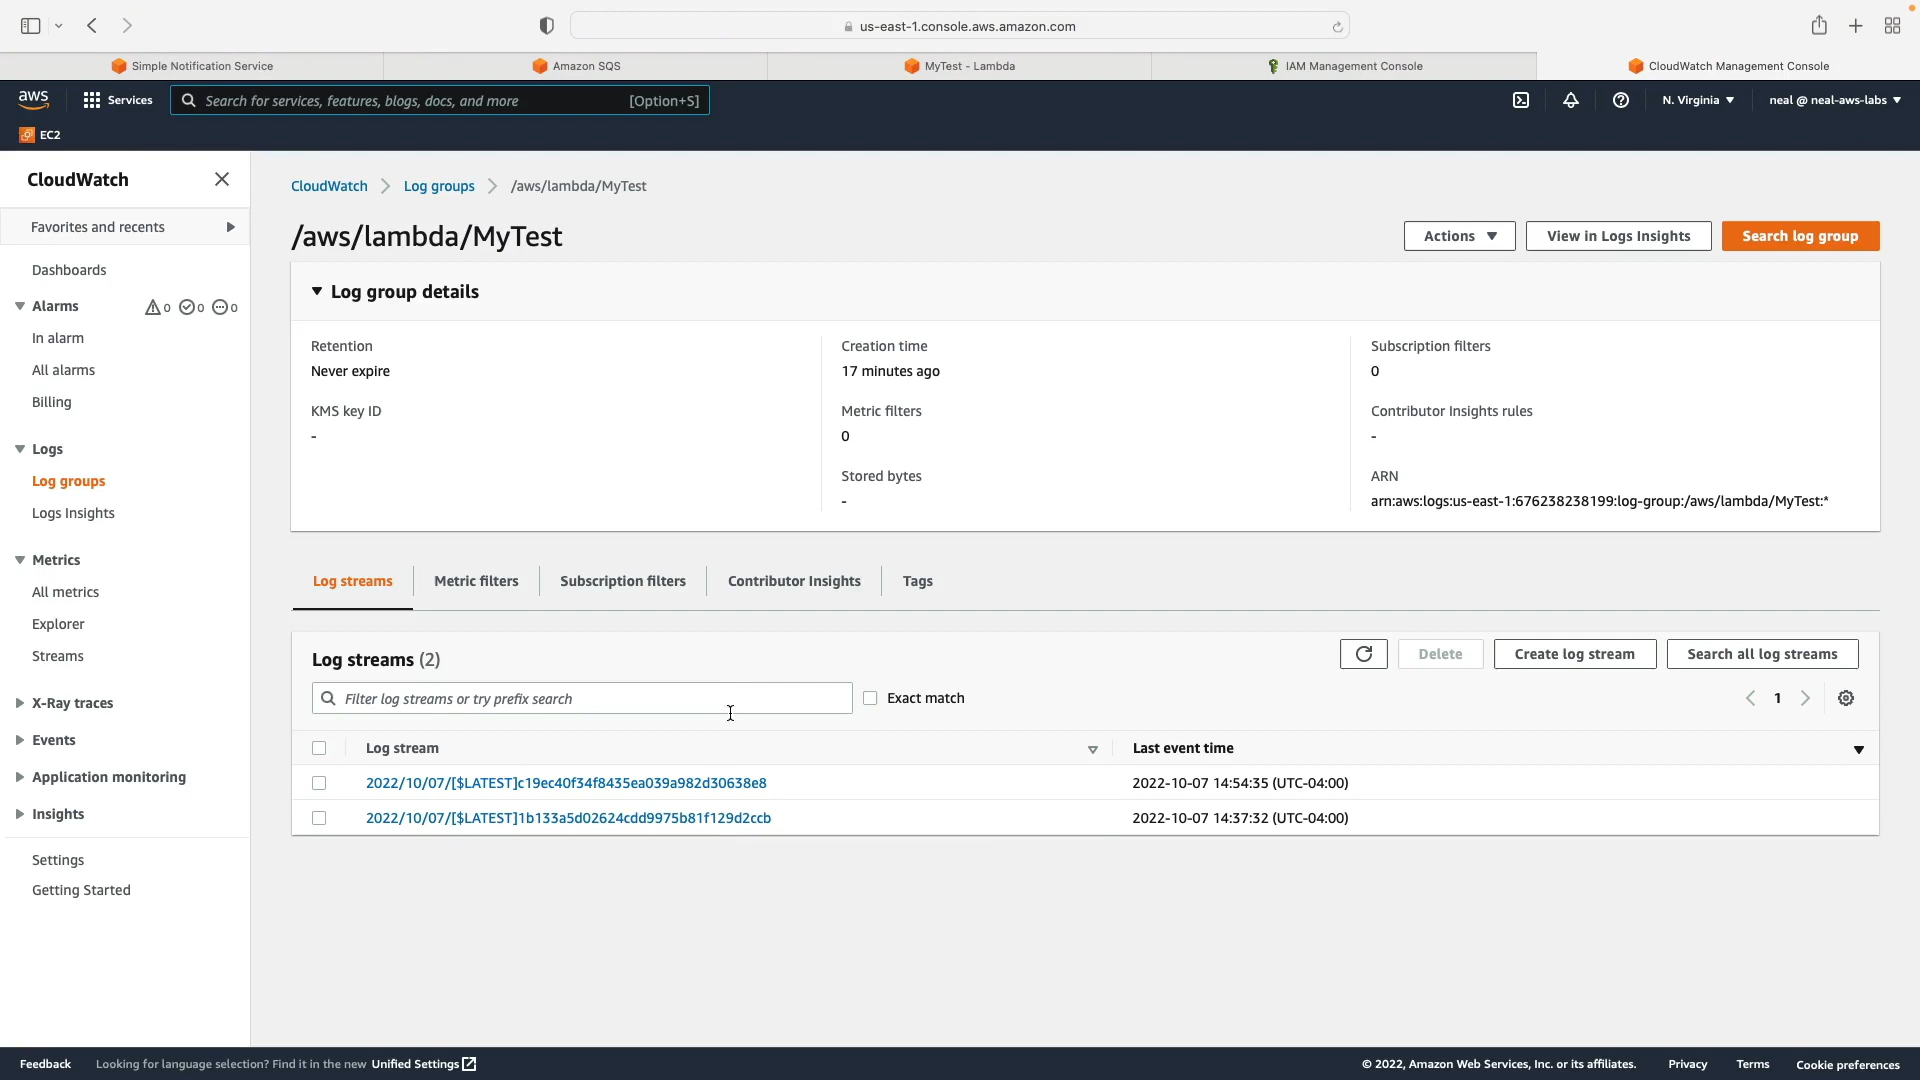 us-east-1.console.aws.amazon.com
Simple Notification Service
Amazon SQS
MyTest - Lambda
IAM Management Console
CloudWatch Management Console
aws
Services
Search for services, features, blogs, docs, and more
[Option+S]
N. Virginia
neal @ neal-aws-labs
EC2
CloudWatch
Favorites and recents
Dashboards
Alarms
0
0
0
In alarm
All alarms
Billing
Logs
Log groups
Logs Insights
Metrics
All metrics
Explorer
Streams
X-Ray traces
Events
Application monitoring
Insights
Settings
Getting Started
CloudWatch
Log groups
/aws/lambda/MyTest
/aws/lambda/MyTest
Actions
View in Logs Insights
Search log group
Log group details
Retention
Never expire
KMS key ID
-
Creation time
17 minutes ago
Metric filters
0
Stored bytes
-
Subscription filters
0
Contributor Insights rules
-
ARN
arn:aws:logs:us-east-1:676238238199:log-group:/aws/lambda/MyTest:*
Log streams
Metric filters
Subscription filters
Contributor Insights
Tags
Log streams (2)
Delete
Create log stream
Search all log streams
Filter log streams or try prefix search
Exact match
1
Log stream
Last event time
2022/10/07/[$LATEST]c19ec40f34f8435ea039a982d30638e8
2022-10-07 14:54:35 (UTC-04:00)
2022/10/07/[$LATEST]1b133a5d02624cdd9975b81f129d2ccb
2022-10-07 14:37:32 (UTC-04:00)
Feedback
Looking for language selection? Find it in the new Unified Settings
© 2022, Amazon Web Services, Inc. or its affiliates.
Privacy
Terms
Cookie preferences